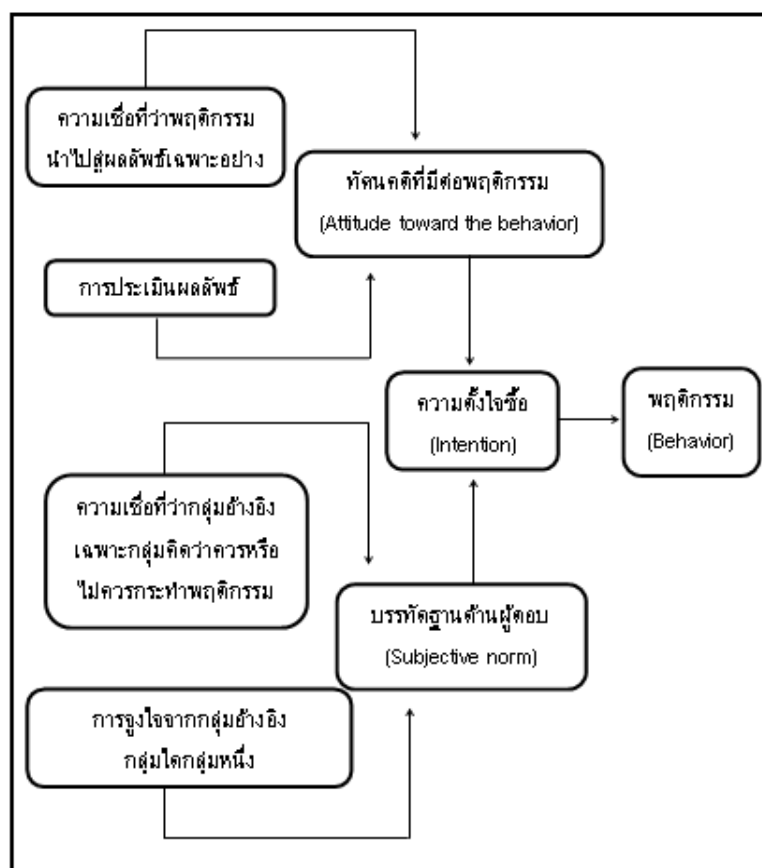 ความเชื่อที่ว่าพฤติกรรม
นำไปสู่ผลลัพธ์เฉพาะอย่าง
ทัศนคติที่มีต่อพฤติกรรม
(Attitude toward the behavior)
การประเมินผลลัพธ์
ความตั้งใจซื้อ
(Intention)
พฤติกรรม
(Behavior)
ความเชื่อที่ว่ากลุ่มอ้างอิง
เฉพาะกลุ่มคิดว่าควรหรือ
ไม่ควรกระทำพฤติกรรม
บรรทัดฐานด้านผู้ตอบ
(Subjective norm)
การจูงใจจากกลุ่มอ้างอิง
กลุ่มใดกลุ่มหนึ่ง